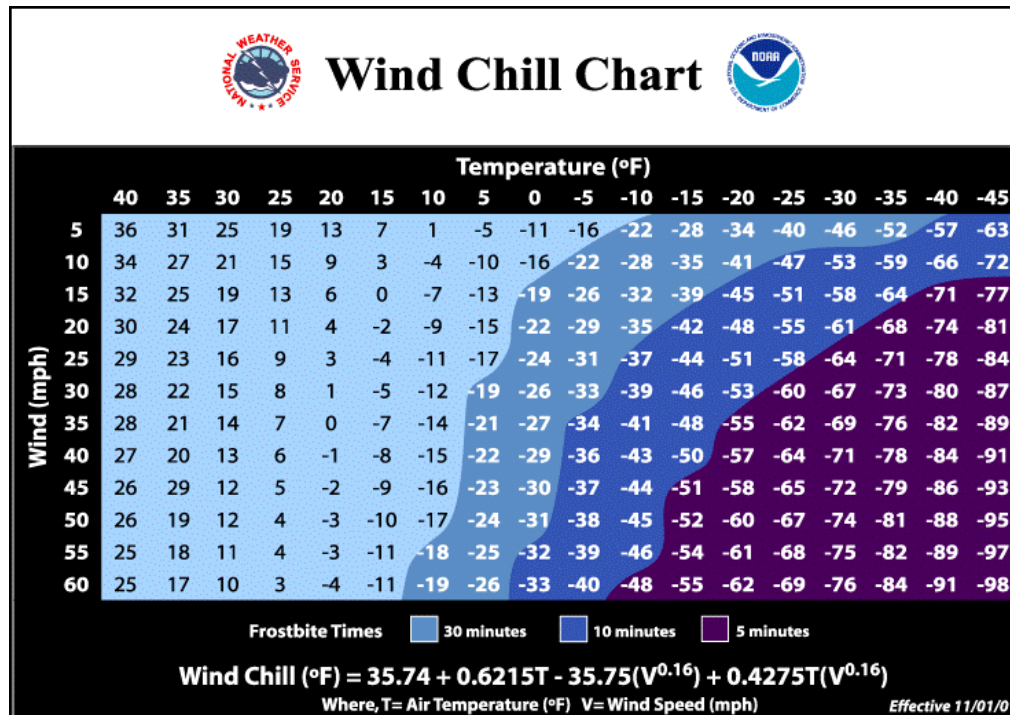 NATIONAL WEATHER SERVICE
Wind Chill Chart
NOAA
NATIONAL OCEANIC AND ATMOSPHERIC ADMINISTRATION
U.S. DEPARTMENT OF COMMERCE
Temperature (ºF)
40 35 30 25 20 15 10 5 0 -5 -10 -15 -20 -25 -30 -35 -40 -45
Wind (mph)
5 36 31 25 19 13 7 1 -5 -11 -16 -22 -28 -34 -40 -46 -52 -57 -63
10 34 27 21 15 9 3 -4 -10 -16 -22 -28 -35 -41 -47 -53 -59 -66 -72
15 32 25 19 13 6 0 -7 -13 -19 -26 -32 -39 -45 -51 -58 -64 -71 -77
20 30 24 17 11 4 -2 -9 -15 -22 -29 -35 -42 -48 -55 -61 -68 -74 -81
25 29 23 16 9 3 -4 -11 -17 -24 -31 -37 -44 -51 -58 -64 -71 -78 -84
30 28 22 15 8 1 -5 -12 -19 -26 -33 -39 -46 -53 -60 -67 -73 -80 -87
35 28 21 14 7 0 -7 -14 -21 -27 -34 -41 -48 -55 -62 -69 -76 -82 -89
40 27 20 13 6 -1 -8 -15 -22 -29 -36 -43 -50 -57 -64 -71 -78 -84 -91
45 26 29 12 5 -2 -9 -16 -23 -30 -37 -44 -51 -58 -65 -72 -79 -86 -93
50 26 19 12 4 -3 -10 -17 -24 -31 -38 -45 -52 -60 -67 -74 -81 -88 -95
55 25 18 11 4 -3 -11 -18 -25 -32 -39 -46 -54 -61 -68 -75 -82 -89 -97
60 25 17 10 3 -4 -11 -19 -26 -33 -40 -48 -55 -62 -69 -76 -84 -91 -98
Frostbite Times 30 minutes 10 minutes 5 minutes
Wind Chill (ºF) = 35.74 + 0.6215T - 35.75(V0.16) + 0.4275T(V0.16)
Where, T= Air Temperature (ºF) V= Wind Speed (mph)
Effective 11/01/0